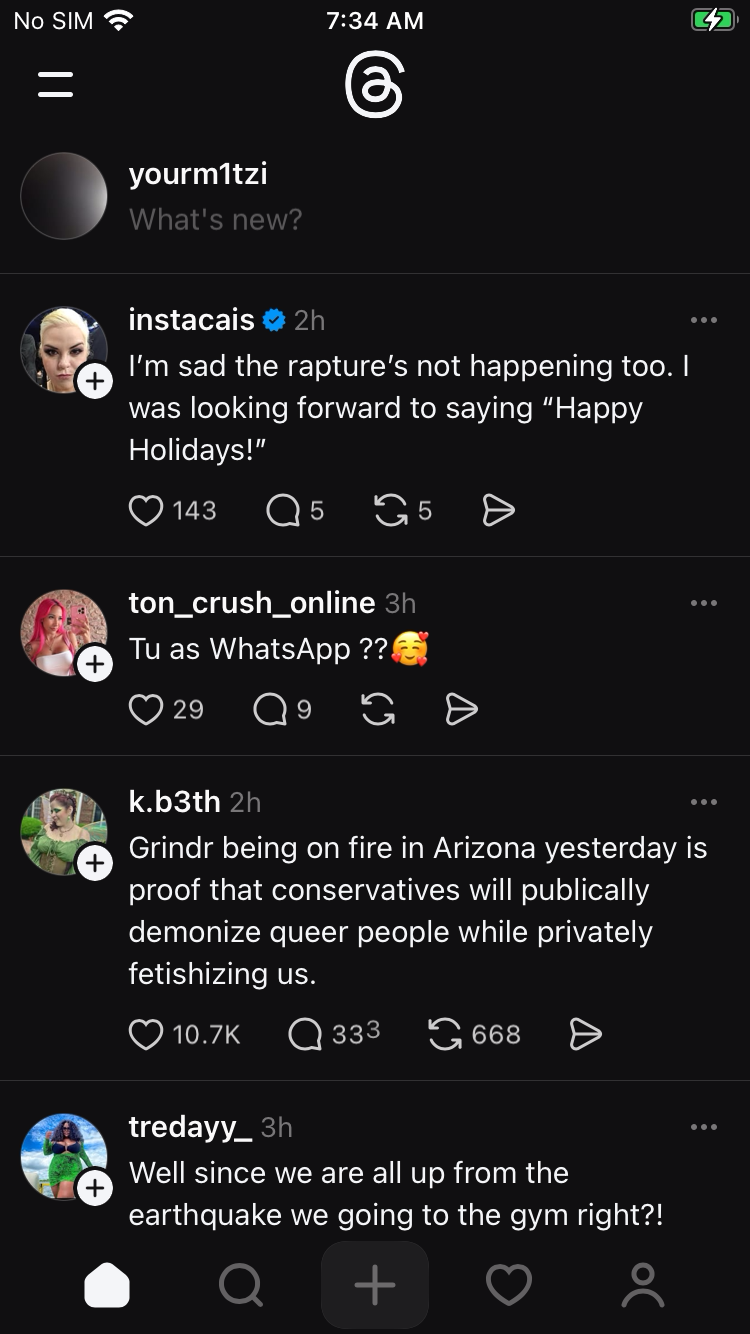 No SIM 7:34 AM
yourm1tzi
What's new?
instacais 2h
I’m sad the rapture’s not happening too. I
was looking forward to saying “Happy
Holidays!”
143 5 5
ton_crush_online 3h
Tu as WhatsApp ??🥰
29 9
k.b3th 2h
Grindr being on fire in Arizona yesterday is
proof that conservatives will publically
demonize queer people while privately
fetishizing us.
10.7K 333 668
tredayy_ 3h
Well since we are all up from the
earthquake we going to the gym right?!